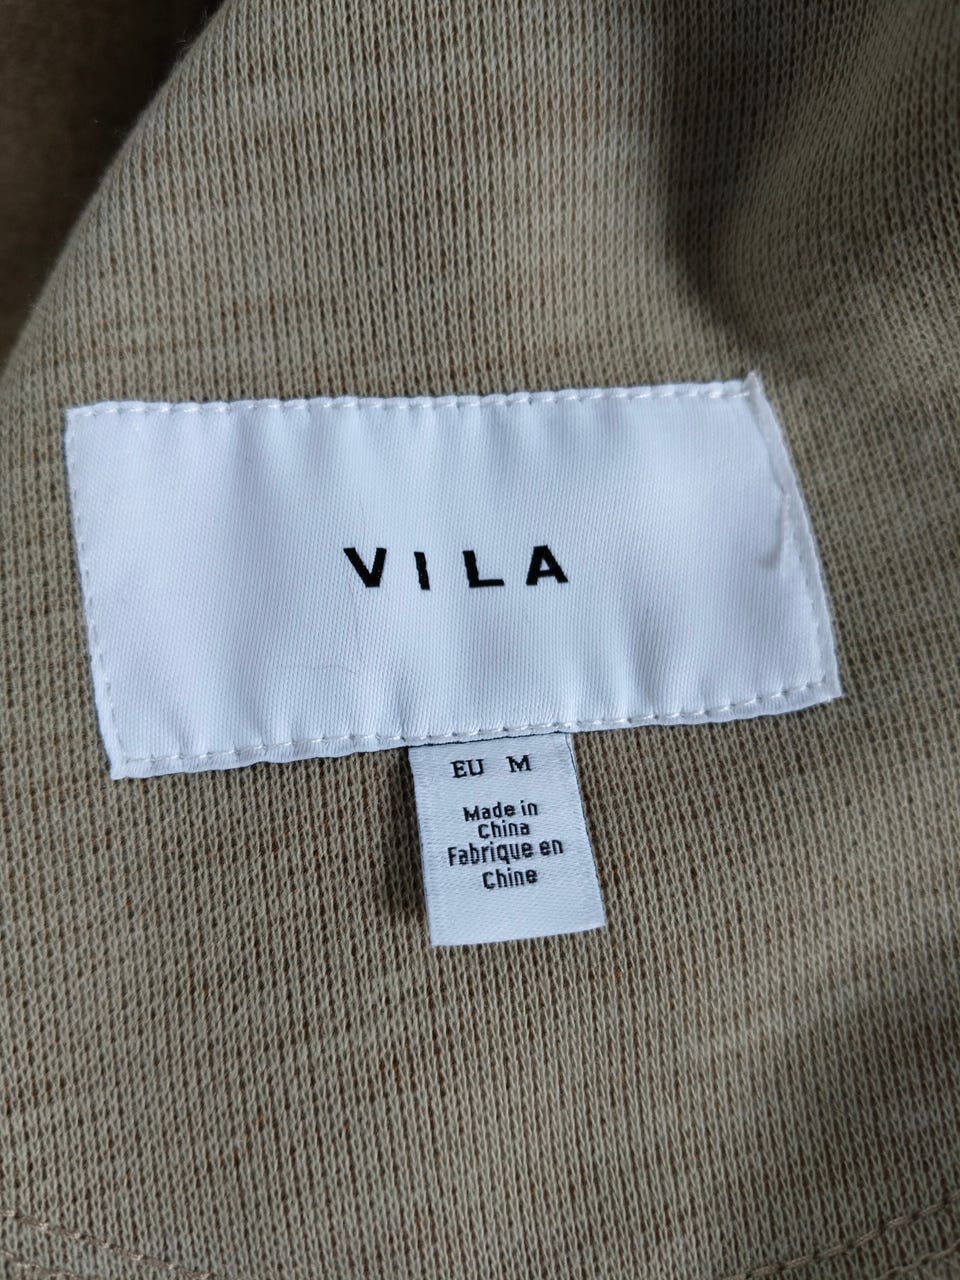 VILA
EU M
Made in
China
Fabrique en
Chine